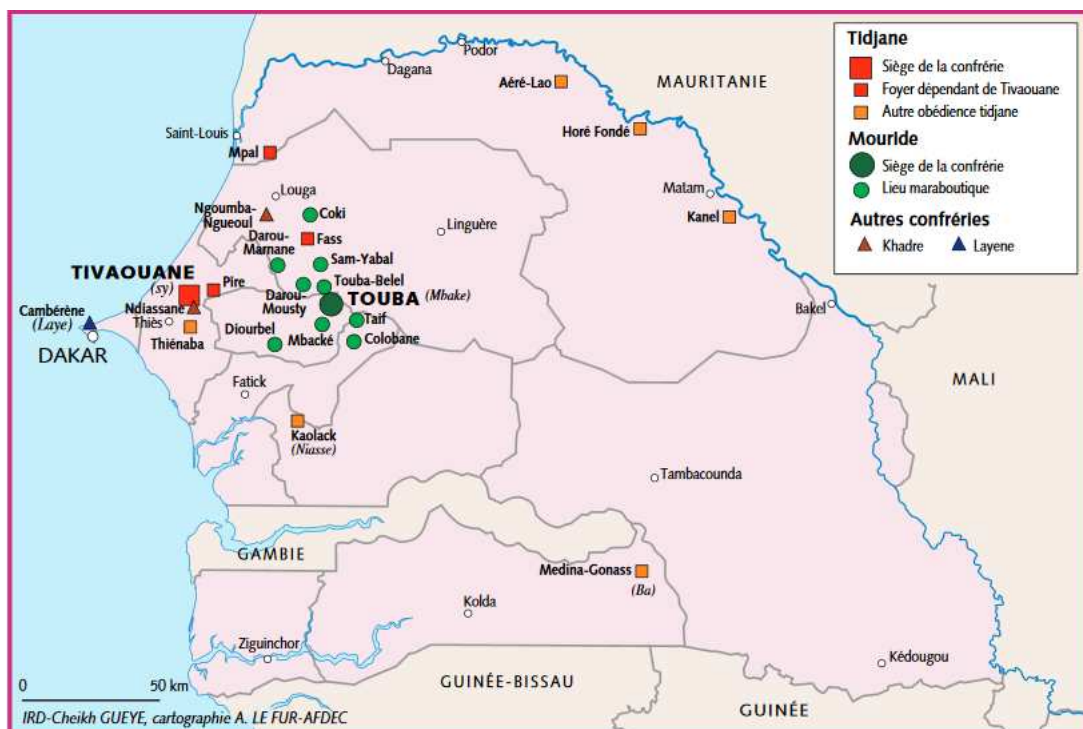 Podor
Dagana
Aéré-Lao
MAURITANIE
Saint-Louis
Mpal
Horé Fondé
Louga
Matam
Ngoumba-
Ngueoul
Coki
Kanel
Darou-
Marnane
Fass
Linguère
Sam-Yabal
TIVAOUANE
(sy)
Pire
Touba-Belel
Darou-
Mousty
TOUBA (Mbake)
Cambérène
(Laye)
Ndiassane
Thiès
Taif
Bakel
DAKAR
Thiénaba
Diourbel
Mbacké
Colobane
MALI
Fatick
Kaolack
(Niasse)
Tambacounda
GAMBIE
Medina-Gonass
(Ba)
Kolda
Ziguinchor
Kédougou
GUINÉE-BISSAU
GUINÉE
0 50 km
IRD-Cheikh GUEYE, cartographie A. LE FUR-AFDEC
Tidjane
Siège de la confrérie
Foyer dépendant de Tivaouane
Autre obédience tidjane
Mouride
Siège de la confrérie
Lieu maraboutique
Autres confréries
Khadre Layene